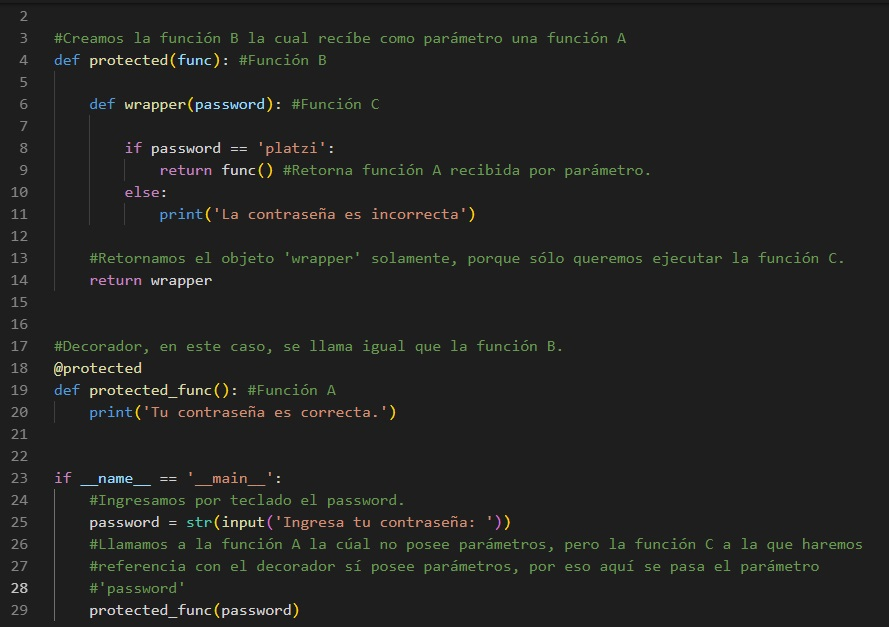 2
3 #Creamos la función B la cual recíbe como parámetro una función A
4 def protected(func): #Función B
5
6 def wrapper(password): #Función C
7
8 if password == 'platzi':
9 return func() #Retorna función A recibida por parámetro.
10 else:
11 print('La contraseña es incorrecta')
12
13 #Retornamos el objeto 'wrapper' solamente, porque sólo queremos ejecutar la función C.
14 return wrapper
15
16
17 #Decorador, en este caso, se llama igual que la función B.
18 @protected
19 def protected_func(): #Función A
20 print('Tu contraseña es correcta.')
21
22
23 if __name__ == '__main__':
24 #Ingresamos por teclado el password.
25 password = str(input('Ingresa tu contraseña: '))
26 #Llamamos a la función A la cúal no posee parámetros, pero la función C a la que haremos
27 #referencia con el decorador sí posee parámetros, por eso aquí se pasa el parámetro
28 #'password'
29 protected_func(password)